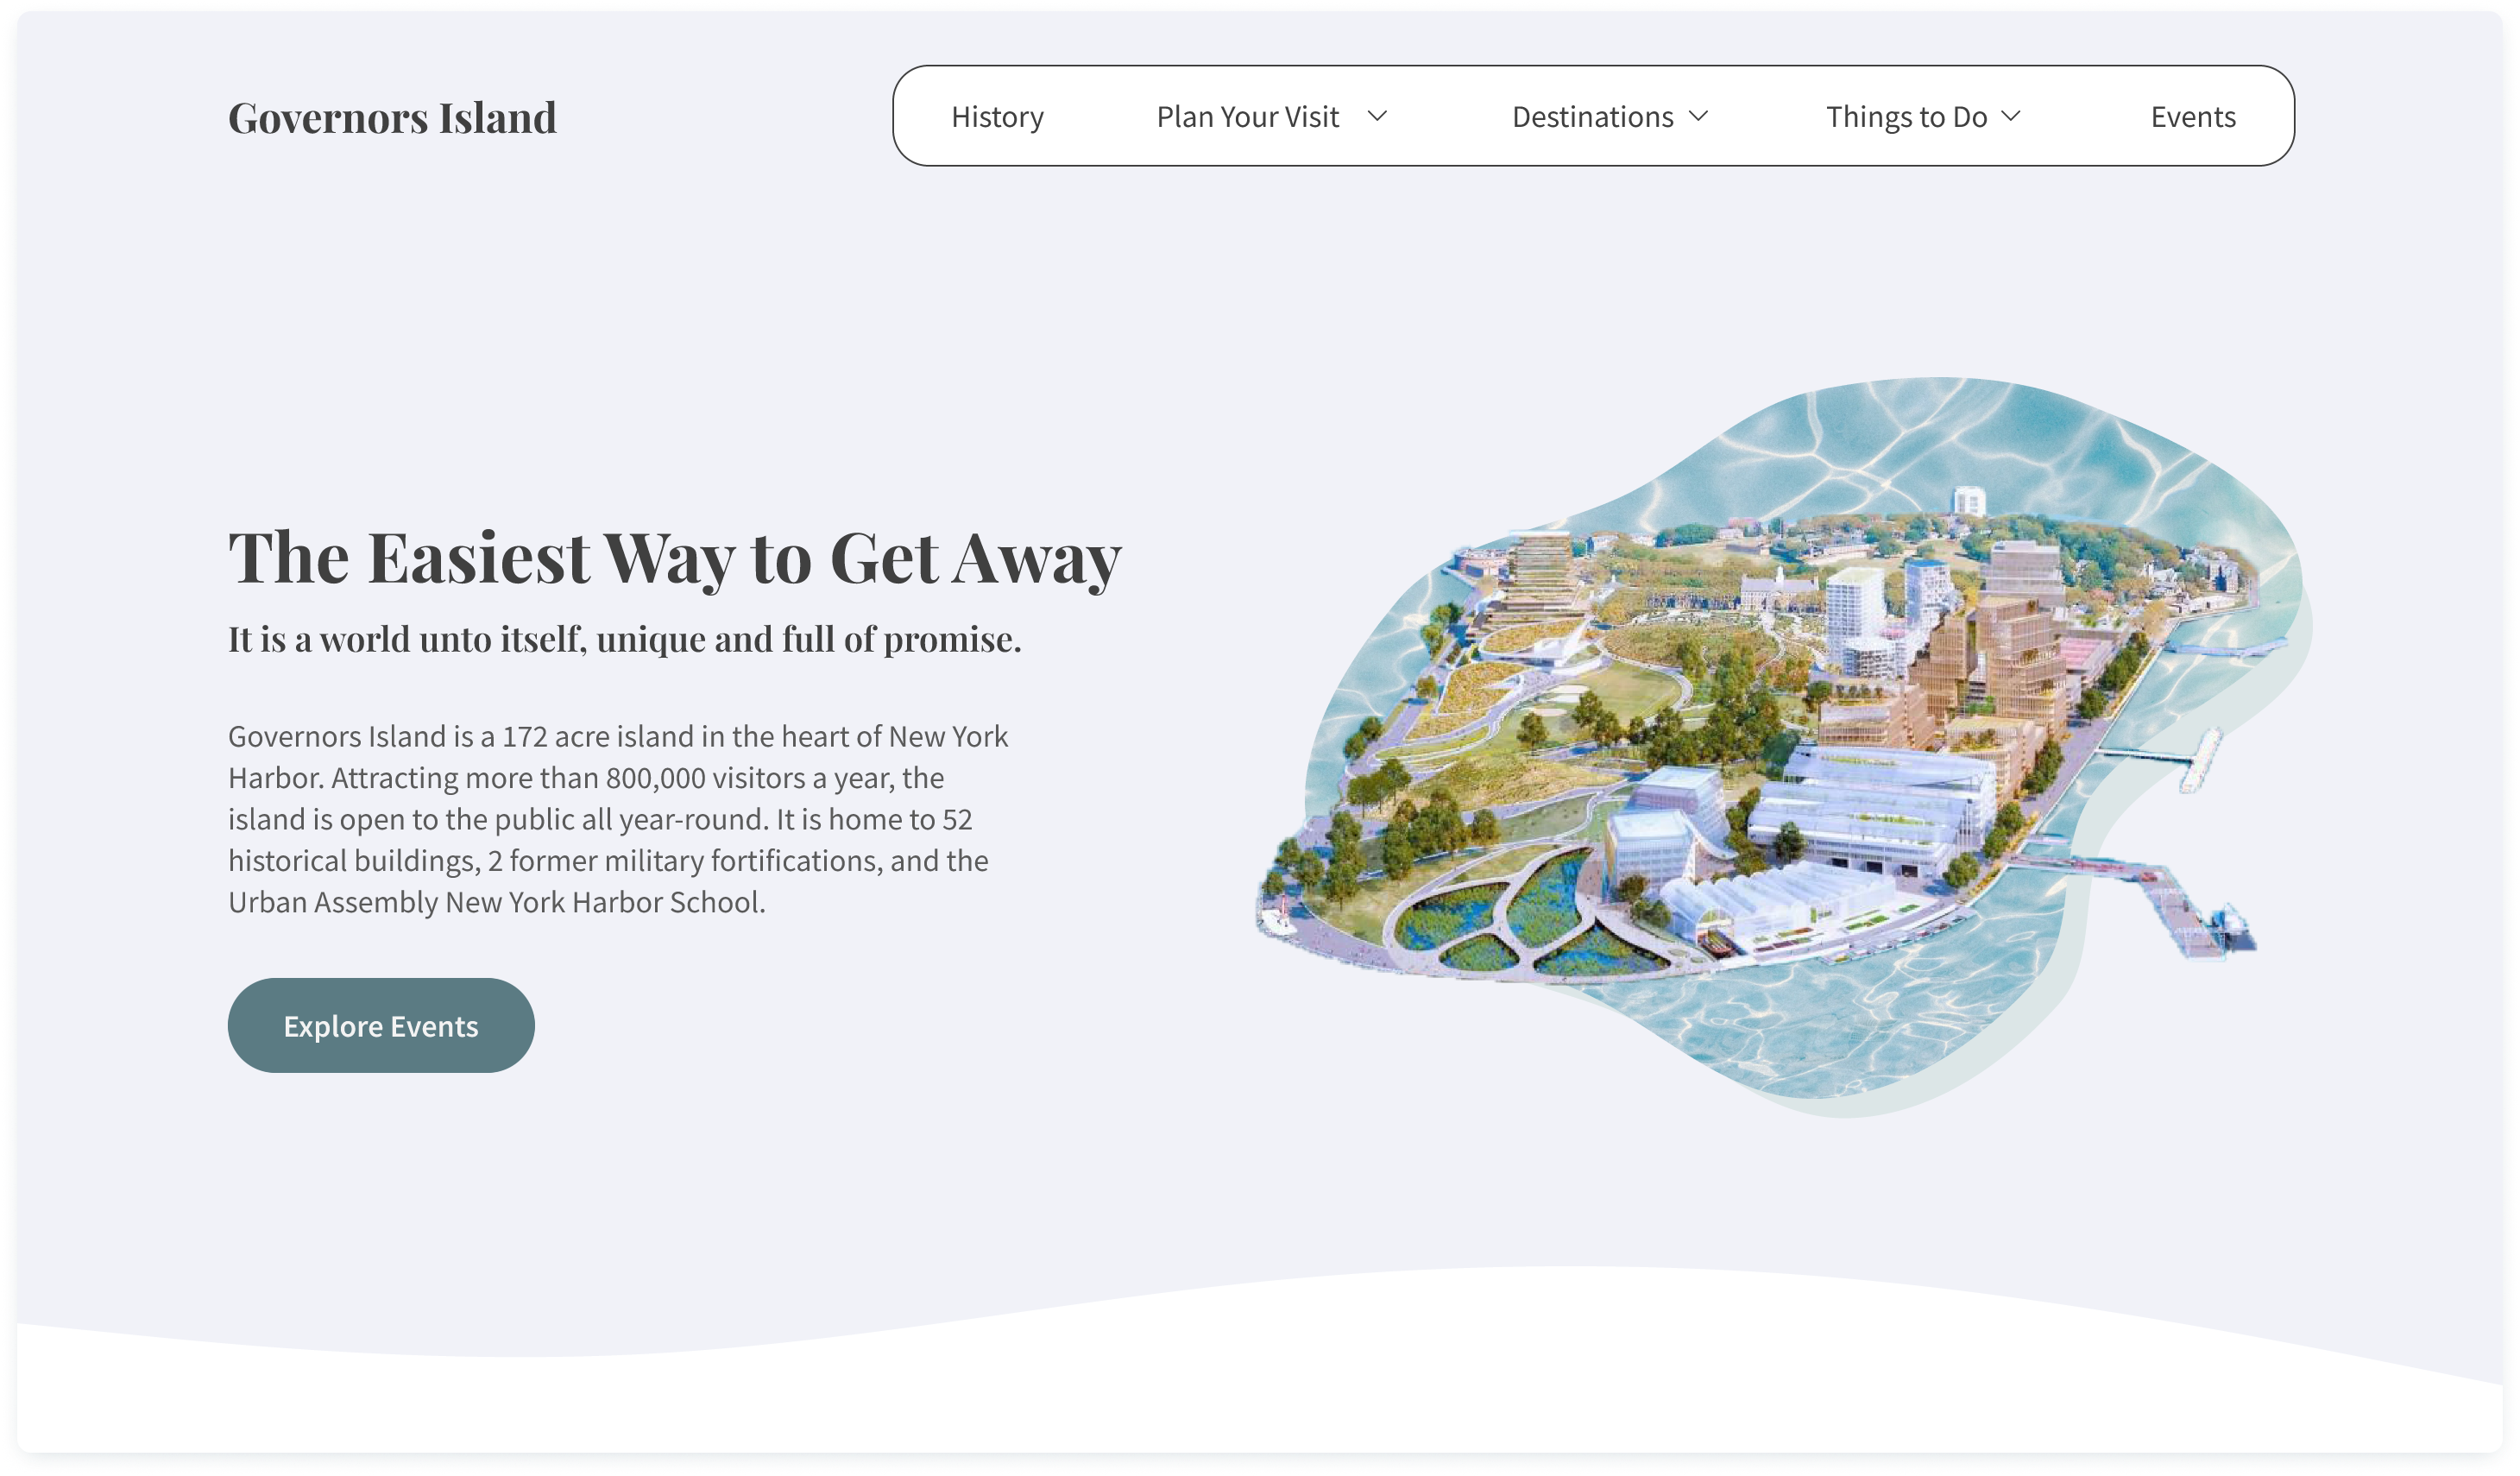 Governors Island
History
Plan Your Visit
Destinations
Things to Do
Events
The Easiest Way to Get Away
It is a world unto itself, unique and full of promise.
Governors Island is a 172 acre island in the heart of New York
Harbor. Attracting more than 800,000 visitors a year, the
island is open to the public all year-round. It is home to 52
historical buildings, 2 former military fortifications, and the
Urban Assembly New York Harbor School.
Explore Events